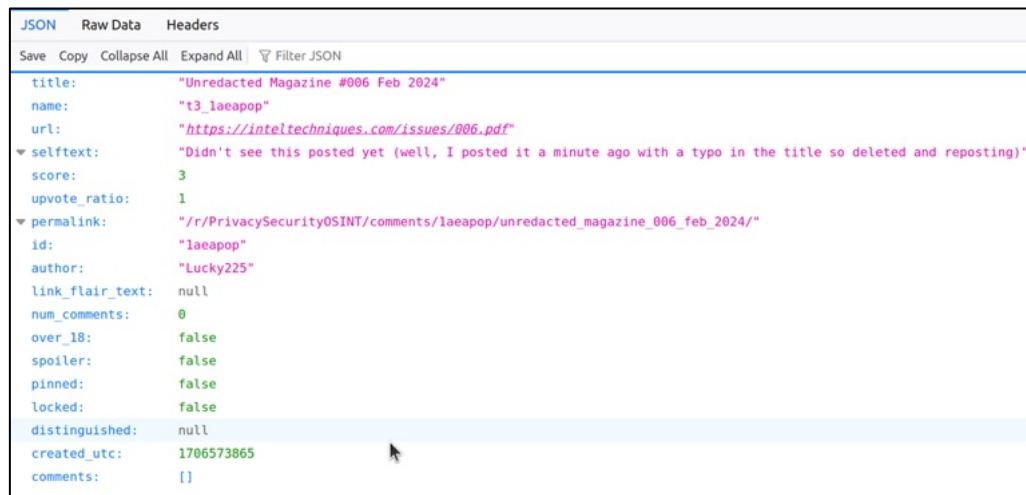 JSON Raw Data Headers
Save Copy Collapse All Expand All Filter JSON
title: "Unredacted Magazine #006 Feb 2024"
name: "t3_1aeapop"
url: "https://inteltechniques.com/issues/006.pdf"
selftext: "Didn't see this posted yet (well, I posted it a minute ago with a typo in the title so deleted and reposting)"
score: 3
upvote_ratio: 1
permalink: "/r/PrivacySecurityOSINT/comments/1aeapop/unredacted_magazine_006_feb_2024/"
id: "1aeapop"
author: "Lucky225"
link_flair_text: null
num_comments: 0
over_18: false
spoiler: false
pinned: false
locked: false
distinguished: null
created_utc: 1706573865
comments: []